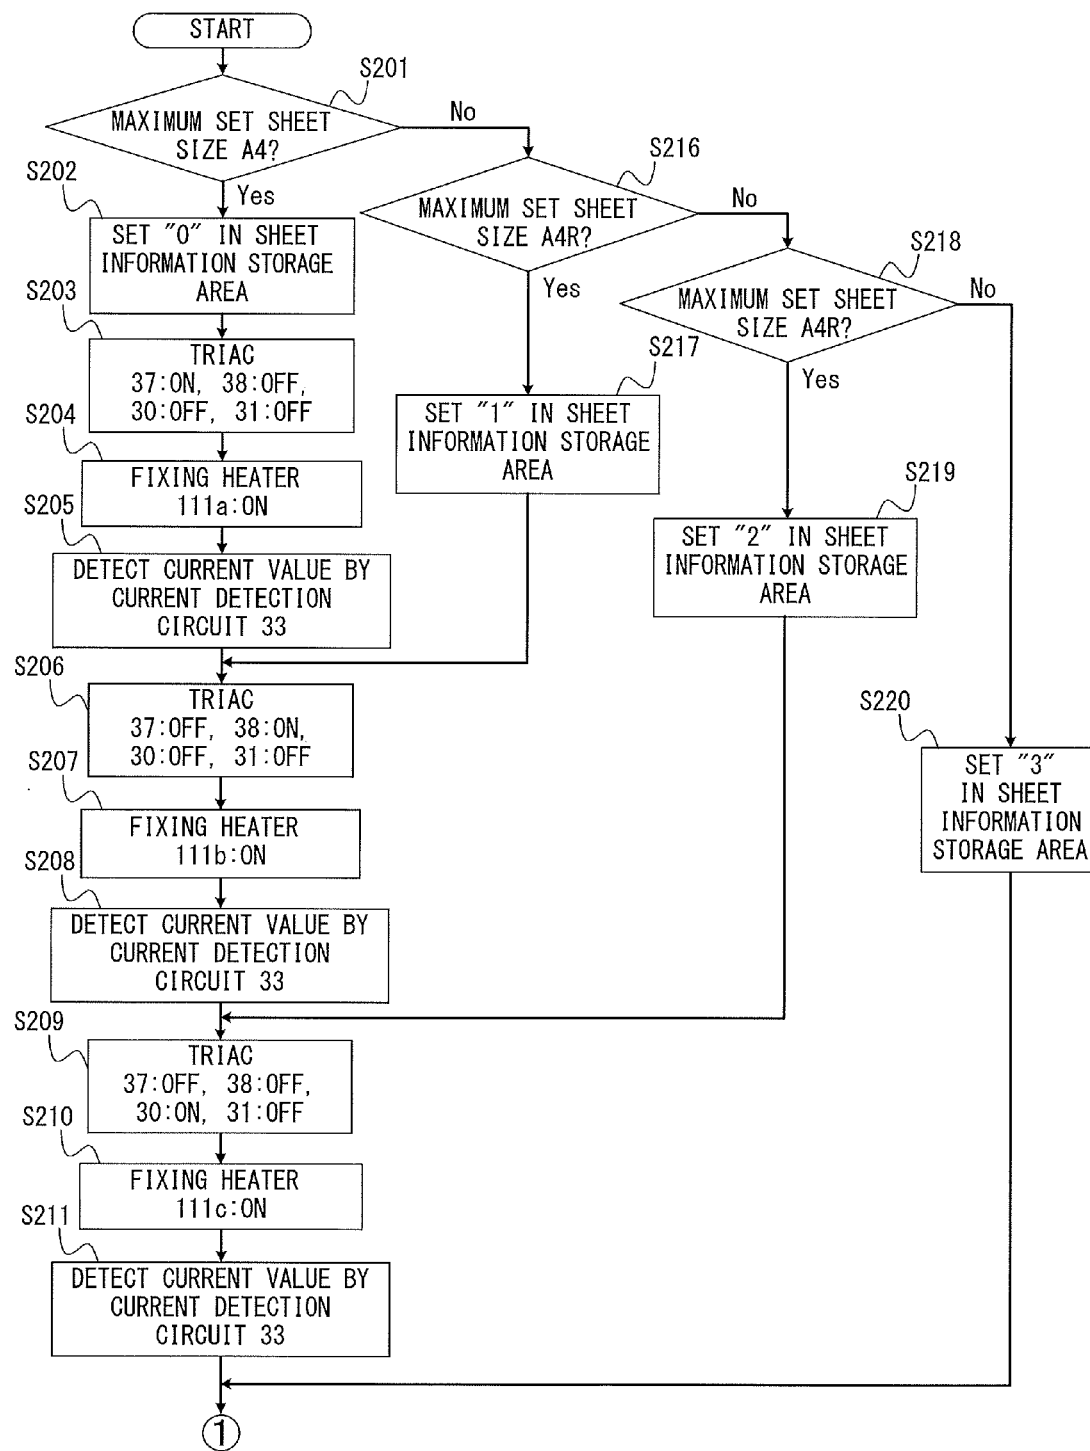 START
S201
MAXIMUM SET SHEET
SIZE A4?
No
Yes
S216
MAXIMUM SET SHEET
SIZE A4R?
No
Yes
S218
MAXIMUM SET SHEET
SIZE A4R?
No
Yes
S202
SET "0" IN SHEET
INFORMATION STORAGE
AREA
S203
TRIAC
37:ON, 38:OFF,
30:OFF, 31:OFF
S217
SET "1" IN SHEET
INFORMATION STORAGE
AREA
S204
FIXING HEATER
111a:ON
S219
SET "2" IN SHEET
INFORMATION STORAGE
AREA
S205
DETECT CURRENT VALUE BY
CURRENT DETECTION
CIRCUIT 33
S206
TRIAC
37:OFF, 38:ON,
30:OFF, 31:OFF
S220
SET "3"
IN SHEET
INFORMATION
STORAGE AREA
S207
FIXING HEATER
111b:ON
S208
DETECT CURRENT VALUE BY
CURRENT DETECTION
CIRCUIT 33
S209
TRIAC
37:OFF, 38:OFF,
30:ON, 31:OFF
S210
FIXING HEATER
111c:ON
S211
DETECT CURRENT VALUE BY
CURRENT DETECTION
CIRCUIT 33
1